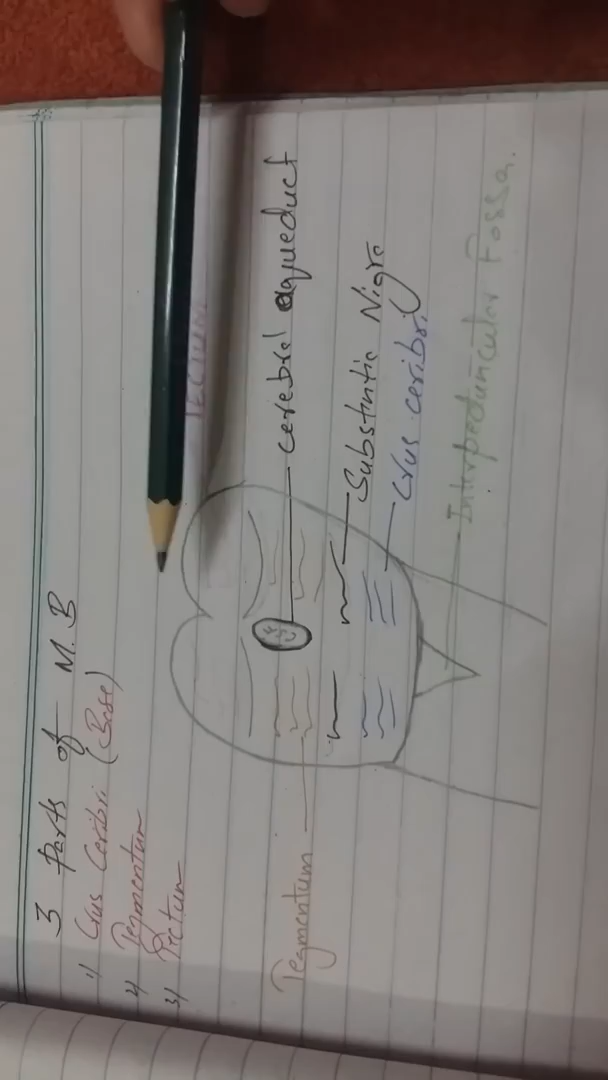 3 Parts of M.B
1) Crus Ceribri (Base)
2) Tegmentum
3) Tectum
TECTUM
cerebral aqueduct
Tegmentum
Substantia Nigra
Crus ceribri
Interpeduncular Fossa.